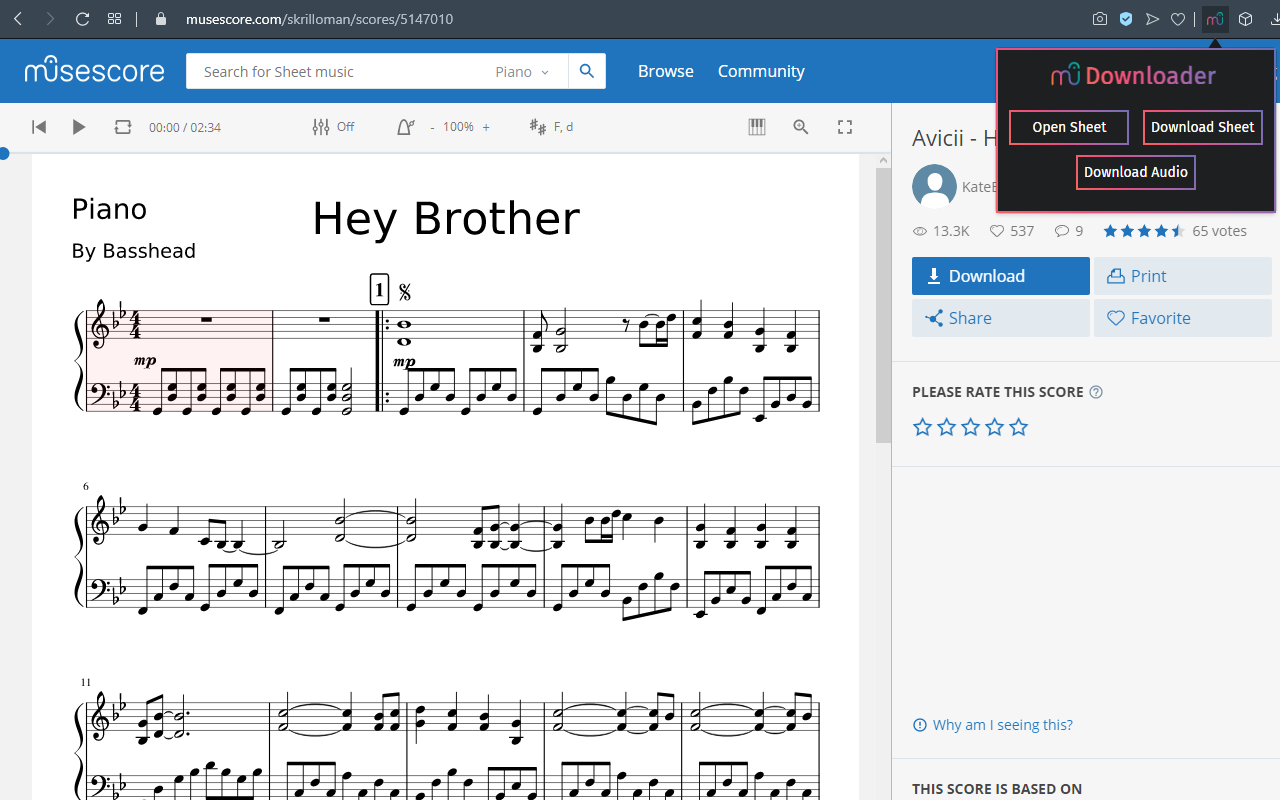 musescore.com/skrilloman/scores/5147010
musescore
Search for Sheet music
Piano
Browse
Community
mu Downloader
Open Sheet
Download Sheet
Download Audio
00:00 / 02:34
Off
- 100% +
F, d
Avicii - H
KateB
13.3K
537
9
65 votes
Download
Print
Share
Favorite
PLEASE RATE THIS SCORE
Why am I seeing this?
THIS SCORE IS BASED ON
Piano
Hey Brother
By Basshead
1
mp
mp
6
11